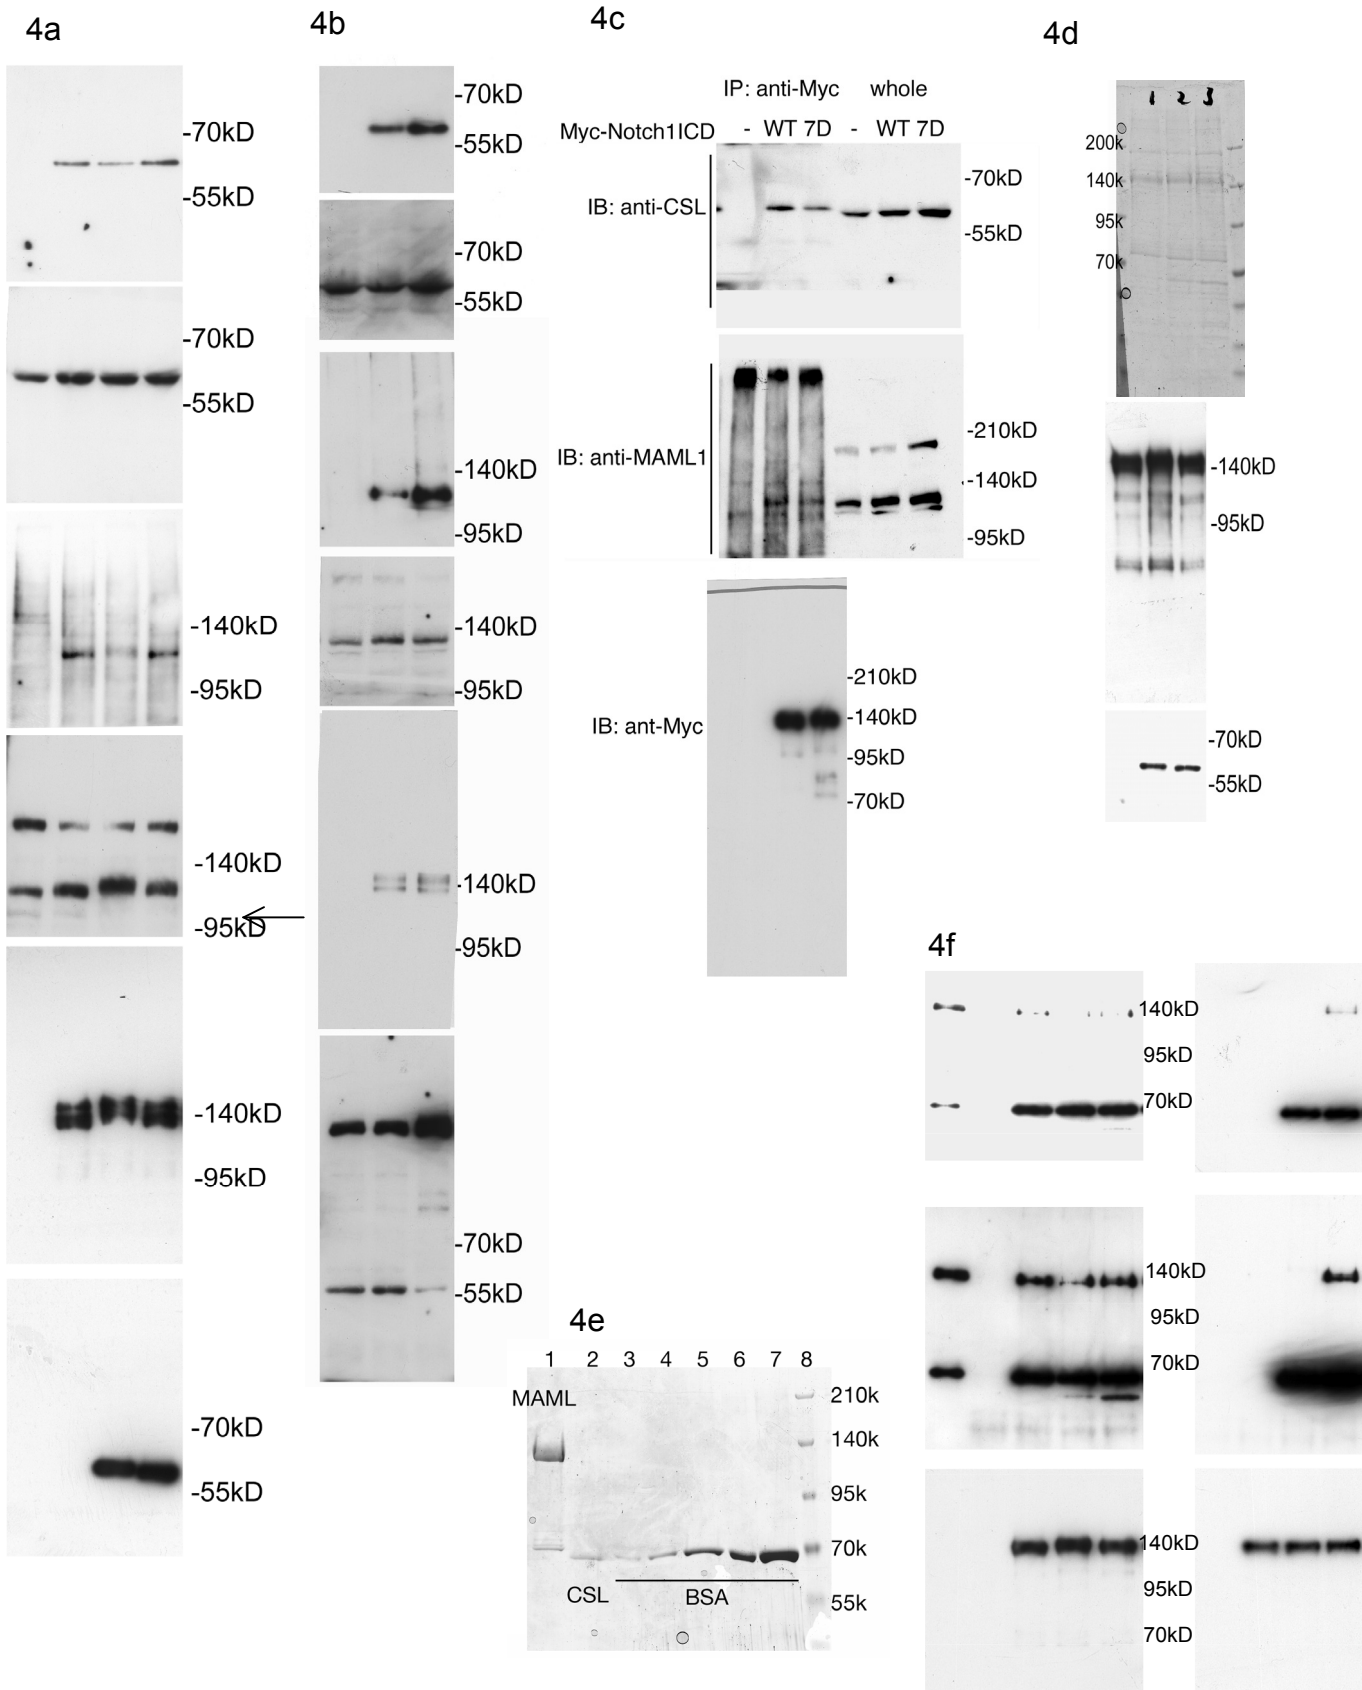 4a
-70kD
-55kD
-70kD
-55kD
-140kD
-95kD
-140kD
-95kD
-140kD
-95kD
-70kD
-55kD
4b
-70kD
-55kD
-70kD
-55kD
-140kD
-95kD
-140kD
-95kD
-140kD
-95kD
-70kD
-55kD
4c
IP: anti-Myc whole
Myc-Notch1ICD - WT 7D - WT 7D
IB: anti-CSL
-70kD
-55kD
IB: anti-MAML1
-210kD
-140kD
-95kD
IB: ant-Myc
-210kD
-140kD
-95kD
-70kD
4d
1 2 3
200k
140k
95k
70k
-140kD
-95kD
-70kD
-55kD
4e
1 2 3 4 5 6 7 8
MAML
210k
140k
95k
70k
55k
CSL BSA
4f
140kD
95kD
70kD
140kD
95kD
70kD
140kD
95kD
70kD